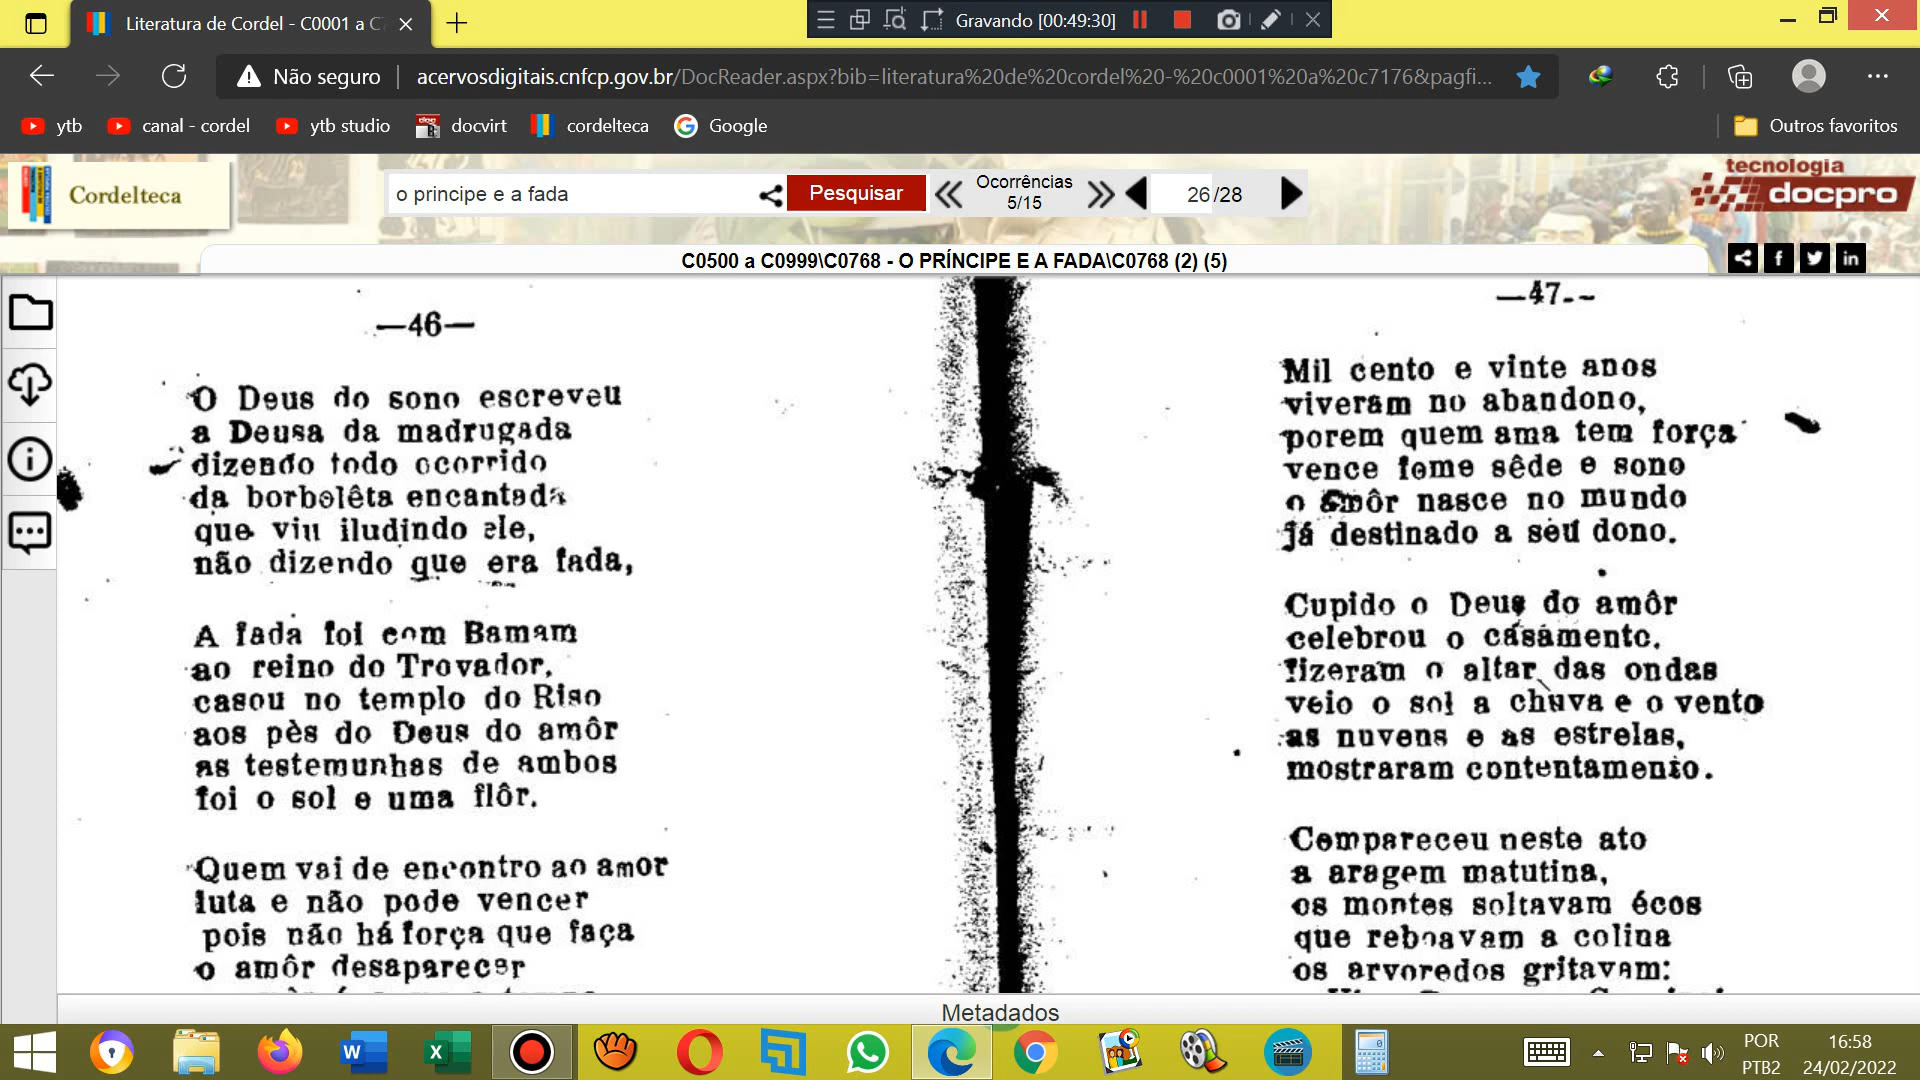 Literatura de Cordel - C0001 a C7
Gravando [00:49:30]
Não seguro
acervosdigitais.cnfcp.gov.br/DocReader.aspx?bib=literatura%20de%20cordel%20-%20c0001%20a%20c7176&pagfi...
ytb
canal - cordel
ytb studio
docvirt
cordelteca
Google
Outros favoritos
Cordelteca
o principe e a fada
Pesquisar
Ocorrências
5/15
26 /28
tecnologia
docpro
C0500 a C0999\C0768 - O PRÍNCIPE E A FADA\C0768 (2) (5)
—46—
O Deus do sono escreveu
a Deusa da madrugada
dizendo todo ocorrido
da borbolêta encantada
que viu iludindo ele,
não dizendo que era fada,
A fada foi com Bamam
ao reino do Trovador,
casou no templo do Riso
aos pès do Deus do amôr
as testemunhas de ambos
foi o sol e uma flôr.
Quem vai de encontro ao amor
luta e não pode vencer
pois não há força que faça
o amôr desaparecer
—47--
Mil cento e vinte anos
viveram no abandono,
porem quem ama tem força
vence fome sêde e sono
o amôr nasce no mundo
já destinado a seu dono.
Cupido o Deus do amôr
celebrou o casamento.
fizeram o altar das ondas
veio o sol a chuva e o vento
as nuvens e as estrelas,
mostraram contentamento.
Compareceu neste ato
a aragem matutina,
os montes soltavam écos
que reboavam a colina
os arvoredos gritavam:
Metadados
POR
PTB2
16:58
24/02/2022